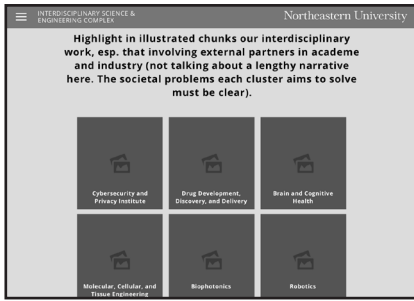 INTERDISCIPLINARY SCIENCE &
ENGINEERING COMPLEX
Northeastern University
Highlight in illustrated chunks our interdisciplinary
work, esp. that involving external partners in academe
and industry (not talking about a lengthy narrative
here. The societal problems each cluster aims to solve
must be clear).
Cybersecurity and
Privacy Institute
Drug Development,
Discovery, and Delivery
Brain and Cognitive
Health
Molecular, Cellular, and
Tissue Engineering
Biophotonics
Robotics